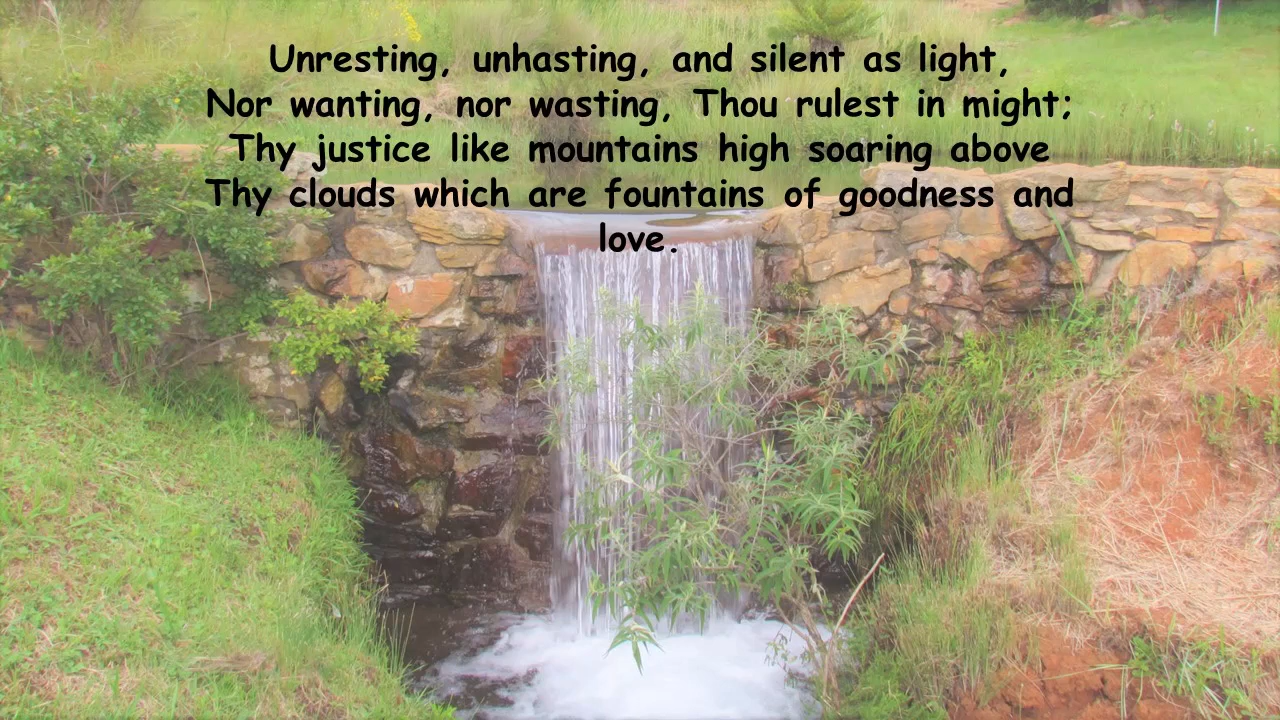 Unresting, unhasting, and silent as light,
Nor wanting, nor wasting, Thou rulest in might;
Thy justice like mountains high soaring above
Thy clouds which are fountains of goodness and
love.